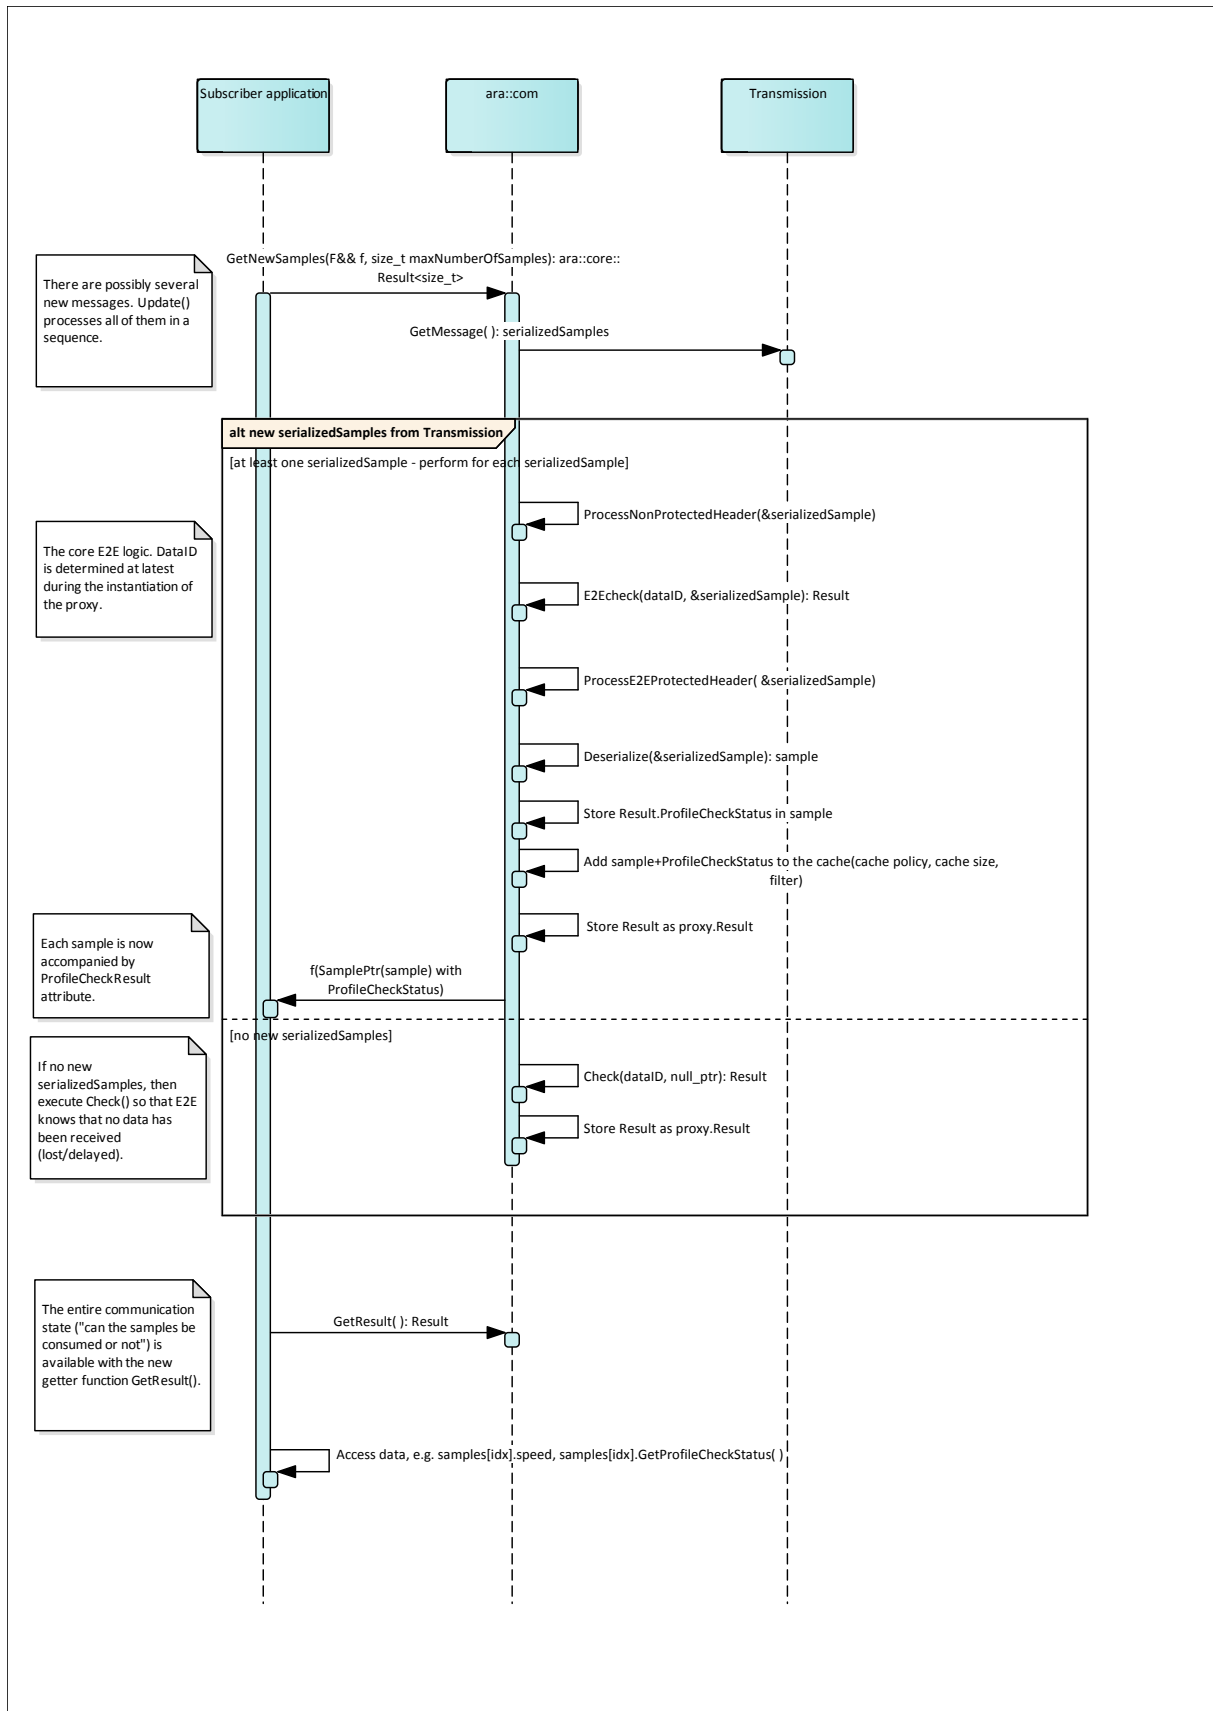 Subscriber application
ara::com
Transmission
GetNewSamples(F&& f, size_t maxNumberOfSamples): ara::core::
Result<size_t>
There are possibly several
new messages. Update()
processes all of them in a
sequence.
GetMessage( ): serializedSamples
alt new serializedSamples from Transmission
[at least one serializedSample - perform for each serializedSample]
ProcessNonProtectedHeader(&serializedSample)
The core E2E logic. DataID
is determined at latest
during the instantiation of
the proxy.
E2Echeck(dataID, &serializedSample): Result
ProcessE2EProtectedHeader( &serializedSample)
Deserialize(&serializedSample): sample
Store Result.ProfileCheckStatus in sample
Add sample+ProfileCheckStatus to the cache(cache policy, cache size,
filter)
Store Result as proxy.Result
Each sample is now
accompanied by
ProfileCheckResult
attribute.
f(SamplePtr(sample) with
ProfileCheckStatus)
[no new serializedSamples]
If no new
serializedSamples, then
execute Check() so that E2E
knows that no data has
been received
(lost/delayed).
Check(dataID, null_ptr): Result
Store Result as proxy.Result
The entire communication
state ("can the samples be
consumed or not") is
available with the new
getter function GetResult().
GetResult( ): Result
Access data, e.g. samples[idx].speed, samples[idx].GetProfileCheckStatus( )